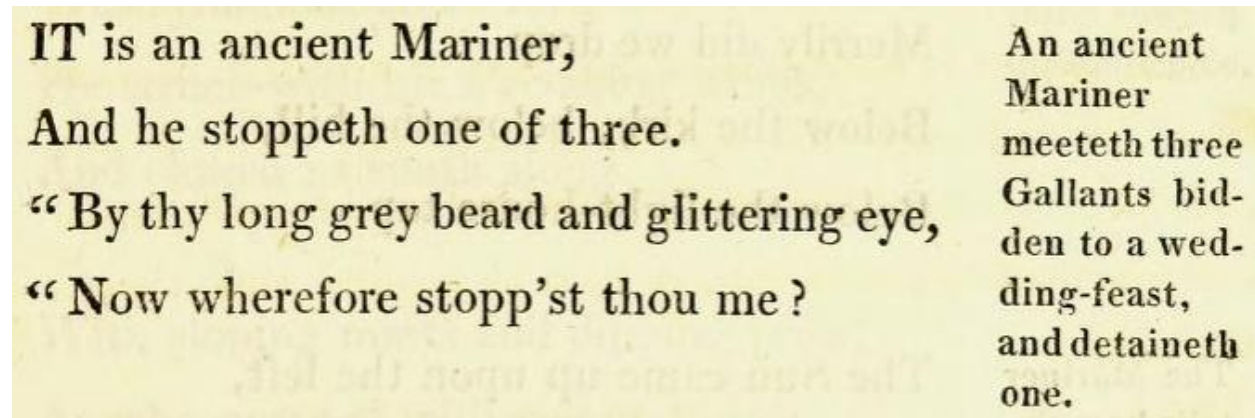 IT is an ancient Mariner,
And he stoppeth one of three.
“ By thy long grey beard and glittering eye,
“ Now wherefore stopp'st thou me ?
An ancient
Mariner
meeteth three
Gallants bid-
den to a wed-
ding-feast,
and detaineth
one.